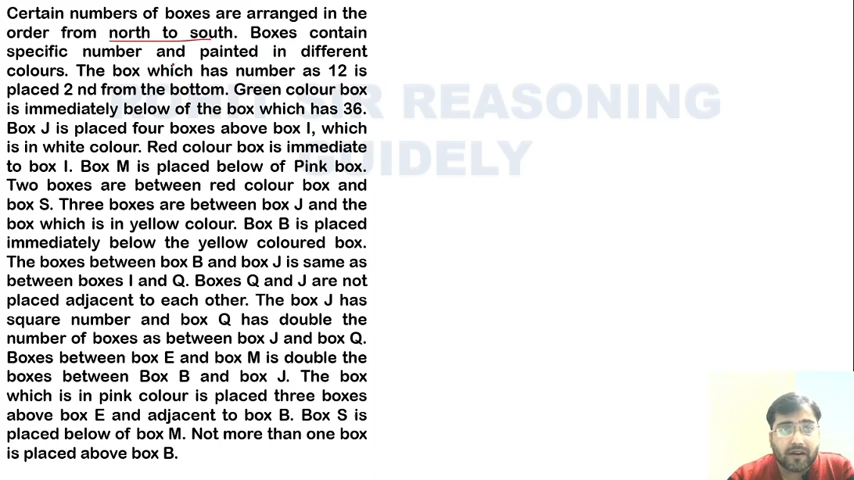 Certain numbers of boxes are arranged in the
order from north to south. Boxes contain
specific number and painted in different
colours. The box which has number as 12 is
placed 2 nd from the bottom. Green colour box
is immediately below of the box which has 36.
Box J is placed four boxes above box I, which
is in white colour. Red colour box is immediate
to box I. Box M is placed below of Pink box.
Two boxes are between red colour box and
box S. Three boxes are between box J and the
box which is in yellow colour. Box B is placed
immediately below the yellow coloured box.
The boxes between box B and box J is same as
between boxes I and Q. Boxes Q and J are not
placed adjacent to each other. The box J has
square number and box Q has double the
number of boxes as between box J and box Q.
Boxes between box E and box M is double the
boxes between Box B and box J. The box
which is in pink colour is placed three boxes
above box E and adjacent to box B. Box S is
placed below of box M. Not more than one box
is placed above box B.
REASONING
GUIDELY